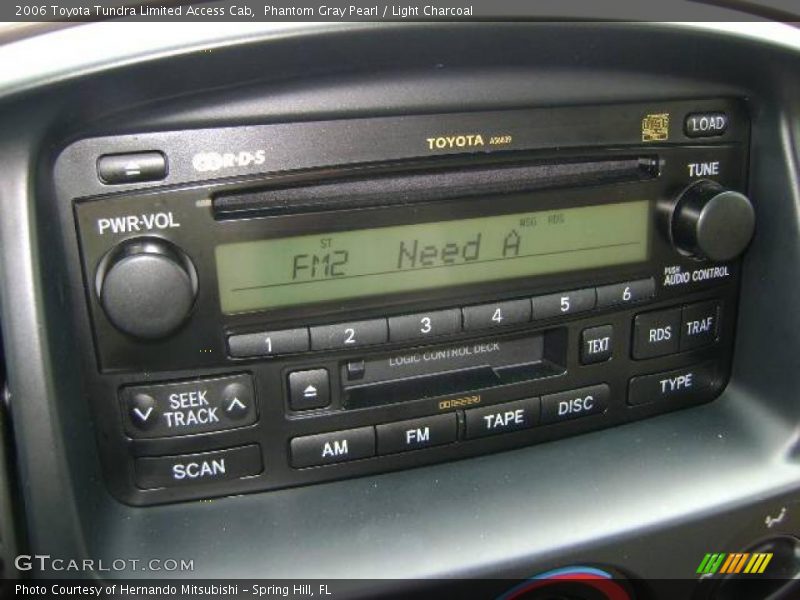 2006 Toyota Tundra Limited Access Cab,  Phantom Gray Pearl / Light Charcoal
LOAD
TOYOTA
R·D·S
TUNE
PWR·VOL
MSG RDS
ST
FM2 Need A
PUSH
AUDIO CONTROL
1 2 3 4 5 6
LOGIC CONTROL DECK
TEXT
RDS
TRAF
SEEK
TRACK
TYPE
AM
FM
TAPE
DISC
SCAN
GTCARLOT.COM
Photo Courtesy of Hernando Mitsubishi - Spring Hill, FL